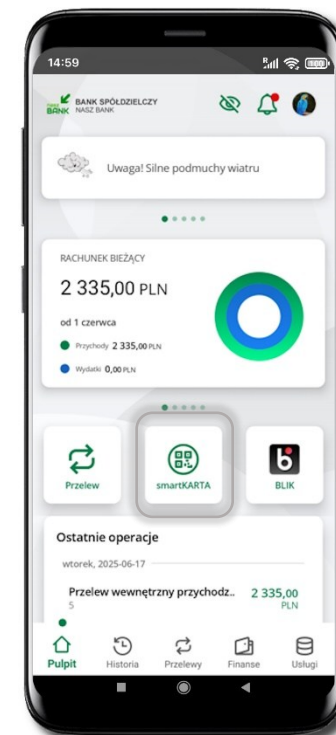 14:59
NASZ BANK
BANK SPÓŁDZIELCZY
NASZ BANK
Uwaga! Silne podmuchy wiatru
RACHUNEK BIEŻĄCY
2 335,00 PLN
od 1 czerwca
Przychody 2 335,00 PLN
Wydatki 0,00 PLN
Przelew
smartKARTA
BLIK
Ostatnie operacje
wtorek, 2025-06-17
Przelew wewnętrzny przychodz.. 2 335,00
5 PLN
Pulpit Historia Przelewy Finanse Usługi